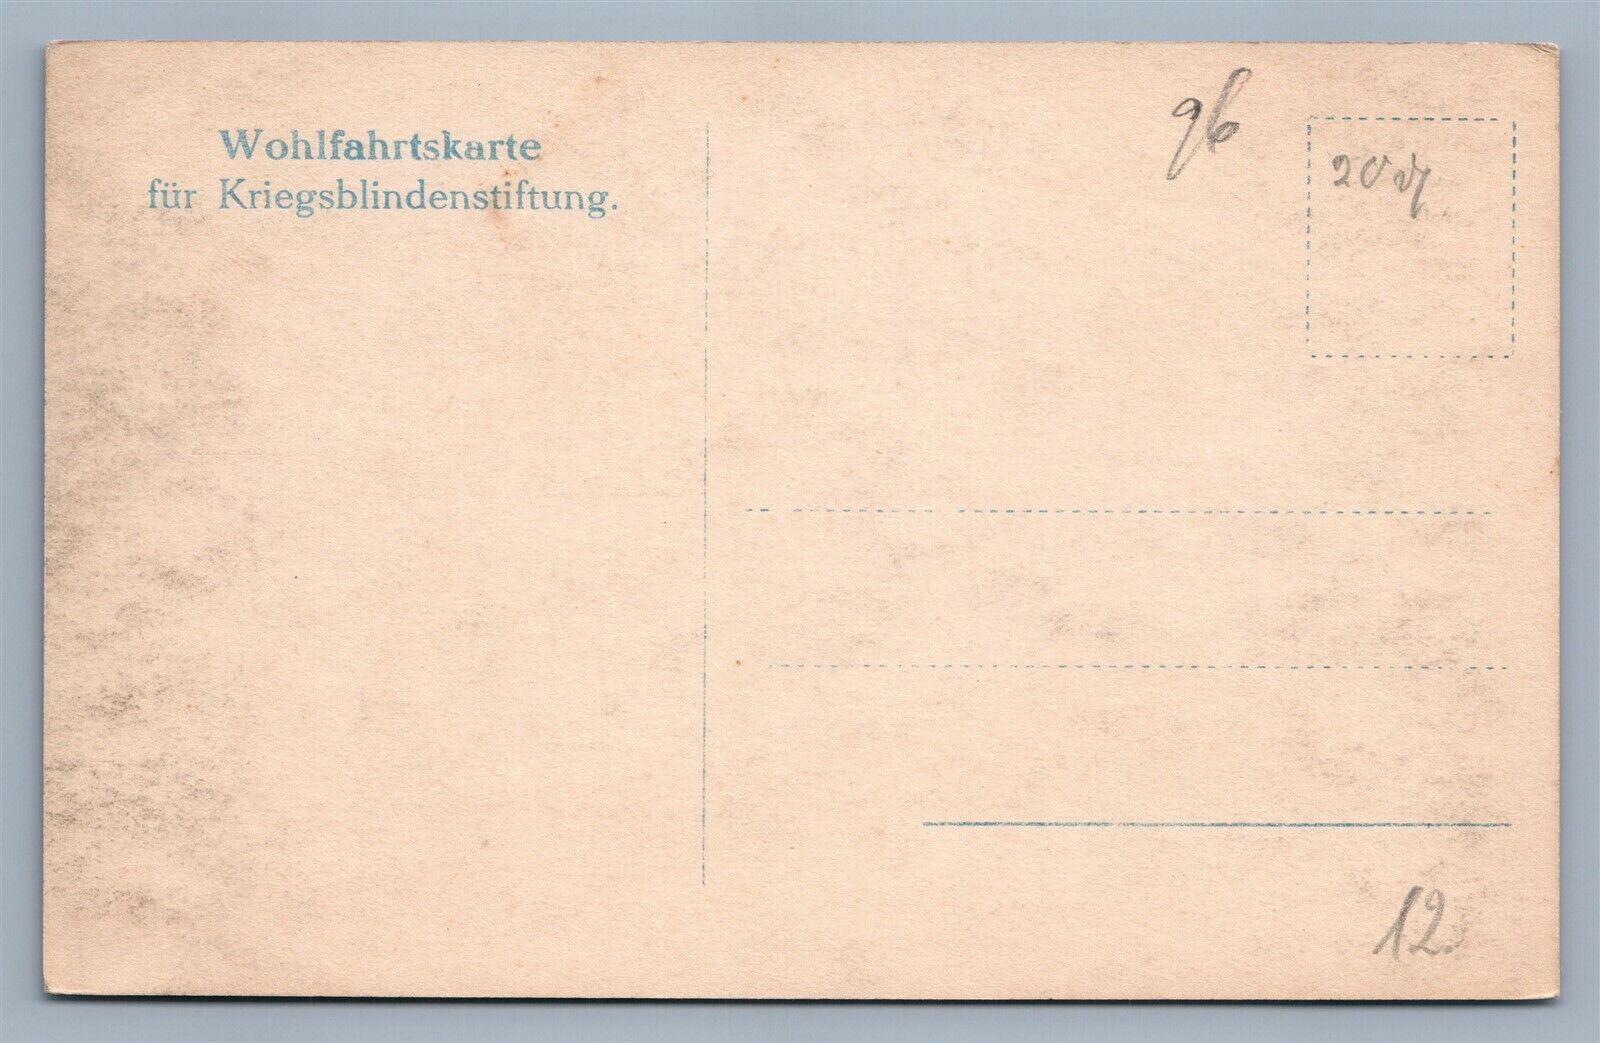 Wohlfahrtskarte
für Kriegsblindenstiftung.
96
20 ₰
12